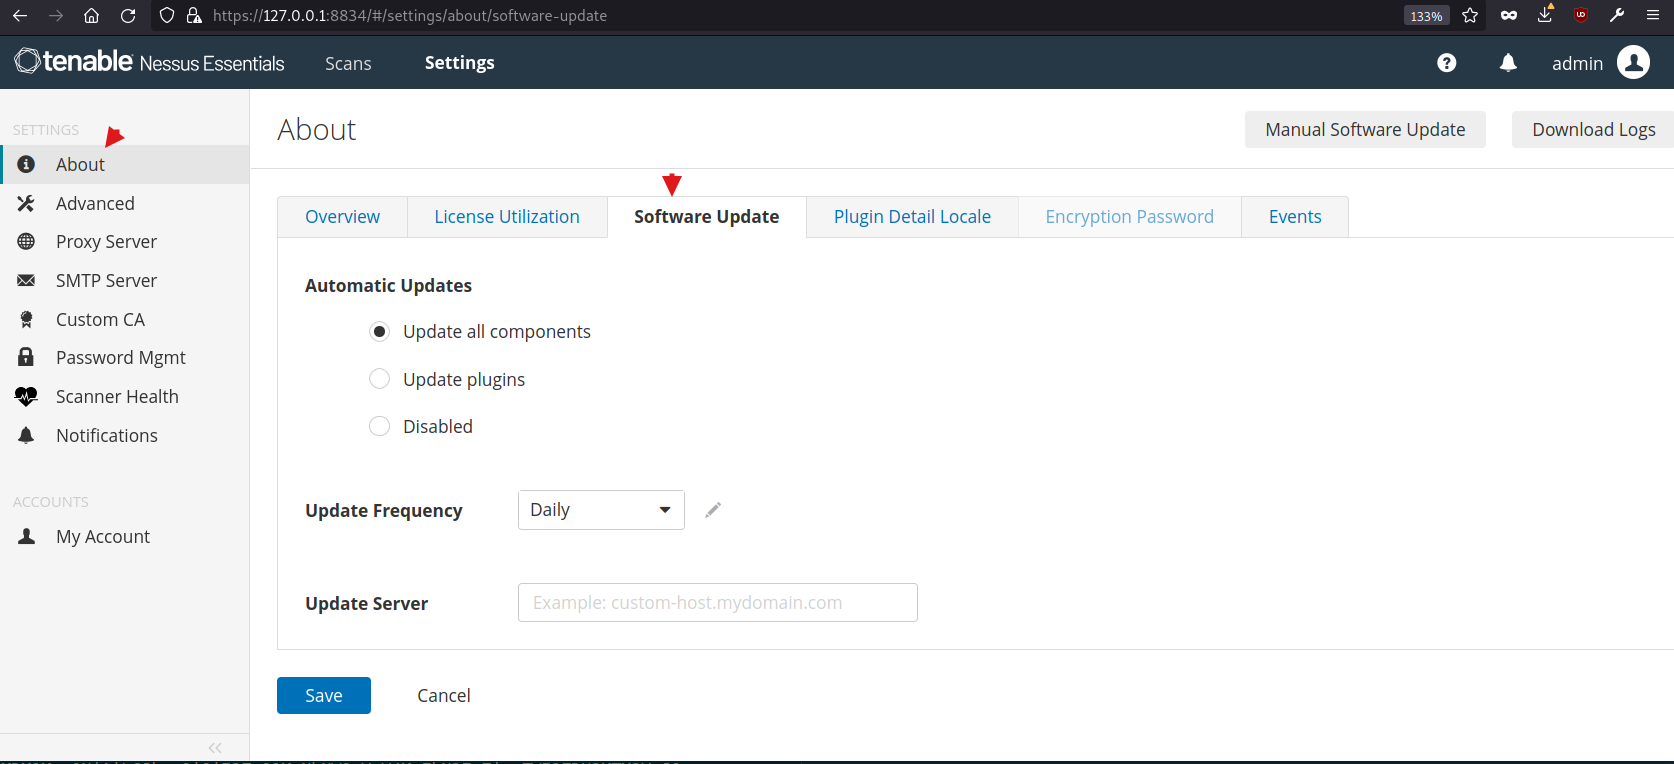 https://127.0.0.1:8834/#/settings/about/software-update 133%
tenable Nessus Essentials Scans Settings admin
SETTINGS
About
Advanced
Proxy Server
SMTP Server
Custom CA
Password Mgmt
Scanner Health
Notifications
ACCOUNTS
My Account
About
Manual Software Update Download Logs
Overview License Utilization Software Update Plugin Detail Locale Encryption Password Events
Automatic Updates
Update all components
Update plugins
Disabled
Update Frequency Daily
Update Server Example: custom-host.mydomain.com
Save Cancel